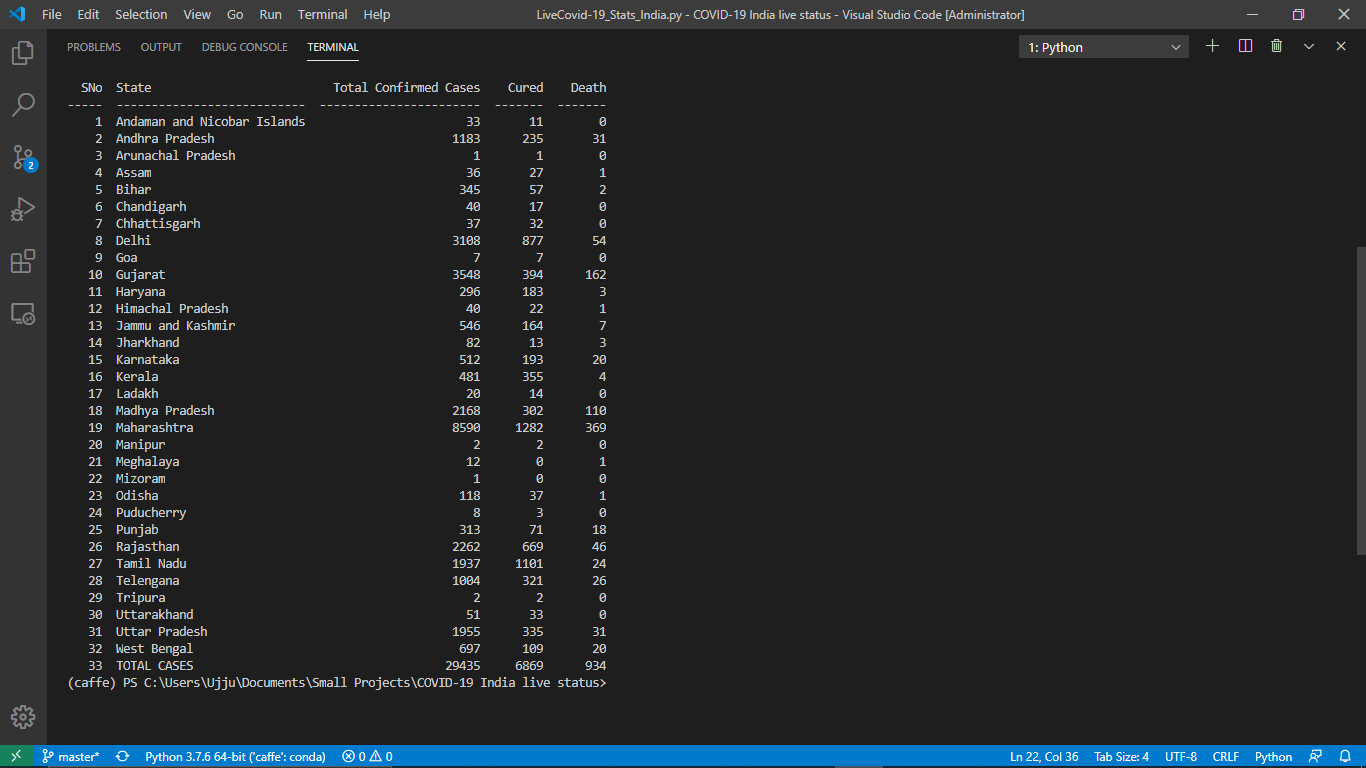 File Edit Selection View Go Run Terminal Help LiveCovid-19_Stats_India.py - COVID-19 India live status - Visual Studio Code [Administrator]
PROBLEMS OUTPUT DEBUG CONSOLE TERMINAL 1: Python
SNo State Total Confirmed Cases Cured Death
----- --------------------------- ----------------------- ------- -------
1 Andaman and Nicobar Islands 33 11 0
2 Andhra Pradesh 1183 235 31
3 Arunachal Pradesh 1 1 0
4 Assam 36 27 1
5 Bihar 345 57 2
6 Chandigarh 40 17 0
7 Chhattisgarh 37 32 0
8 Delhi 3108 877 54
9 Goa 7 7 0
10 Gujarat 3548 394 162
11 Haryana 296 183 3
12 Himachal Pradesh 40 22 1
13 Jammu and Kashmir 546 164 7
14 Jharkhand 82 13 3
15 Karnataka 512 193 20
16 Kerala 481 355 4
17 Ladakh 20 14 0
18 Madhya Pradesh 2168 302 110
19 Maharashtra 8590 1282 369
20 Manipur 2 2 0
21 Meghalaya 12 0 1
22 Mizoram 1 0 0
23 Odisha 118 37 1
24 Puducherry 8 3 0
25 Punjab 313 71 18
26 Rajasthan 2262 669 46
27 Tamil Nadu 1937 1101 24
28 Telengana 1004 321 26
29 Tripura 2 2 0
30 Uttarakhand 51 33 0
31 Uttar Pradesh 1955 335 31
32 West Bengal 697 109 20
33 TOTAL CASES 29435 6869 934
(caffe) PS C:\Users\Ujju\Documents\Small Projects\COVID-19 India live status>
2
master* Python 3.7.6 64-bit ('caffe': conda) 0 0 Ln 22, Col 36 Tab Size: 4 UTF-8 CRLF Python